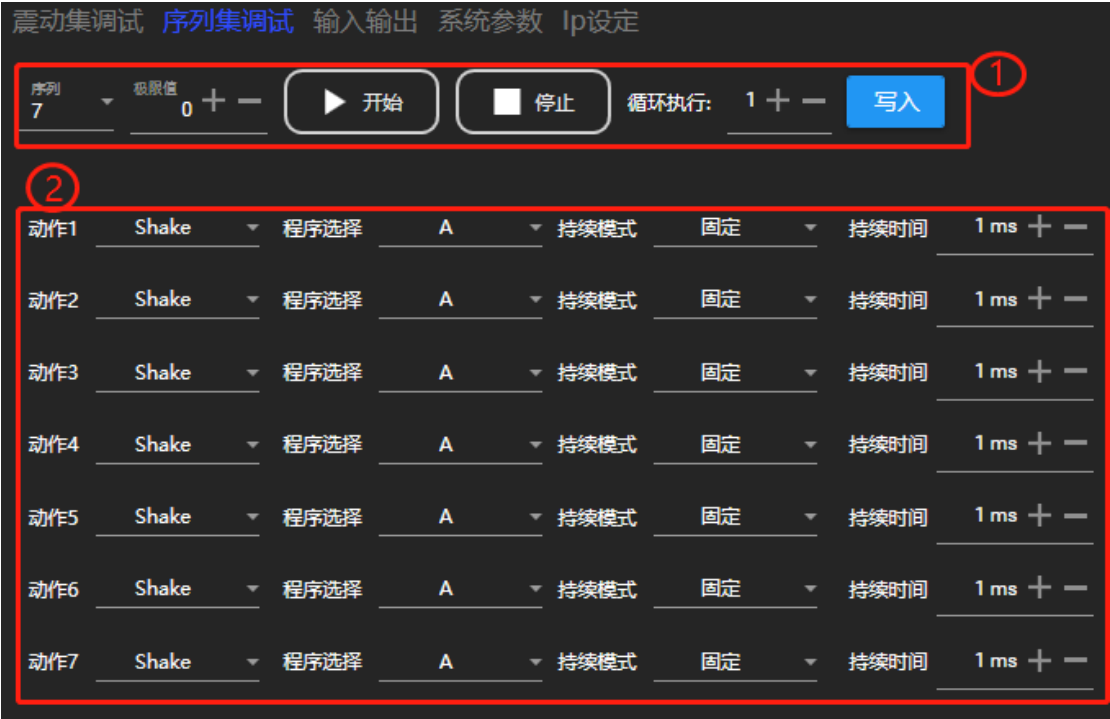 震动集调试 序列集调试 输入输出 系统参数 Ip设定
①
序列 极限值
7 0 开始 停止 循环执行: 1 写入
②
动作1 Shake 程序选择 A 持续模式 固定 持续时间 1 ms
动作2 Shake 程序选择 A 持续模式 固定 持续时间 1 ms
动作3 Shake 程序选择 A 持续模式 固定 持续时间 1 ms
动作4 Shake 程序选择 A 持续模式 固定 持续时间 1 ms
动作5 Shake 程序选择 A 持续模式 固定 持续时间 1 ms
动作6 Shake 程序选择 A 持续模式 固定 持续时间 1 ms
动作7 Shake 程序选择 A 持续模式 固定 持续时间 1 ms